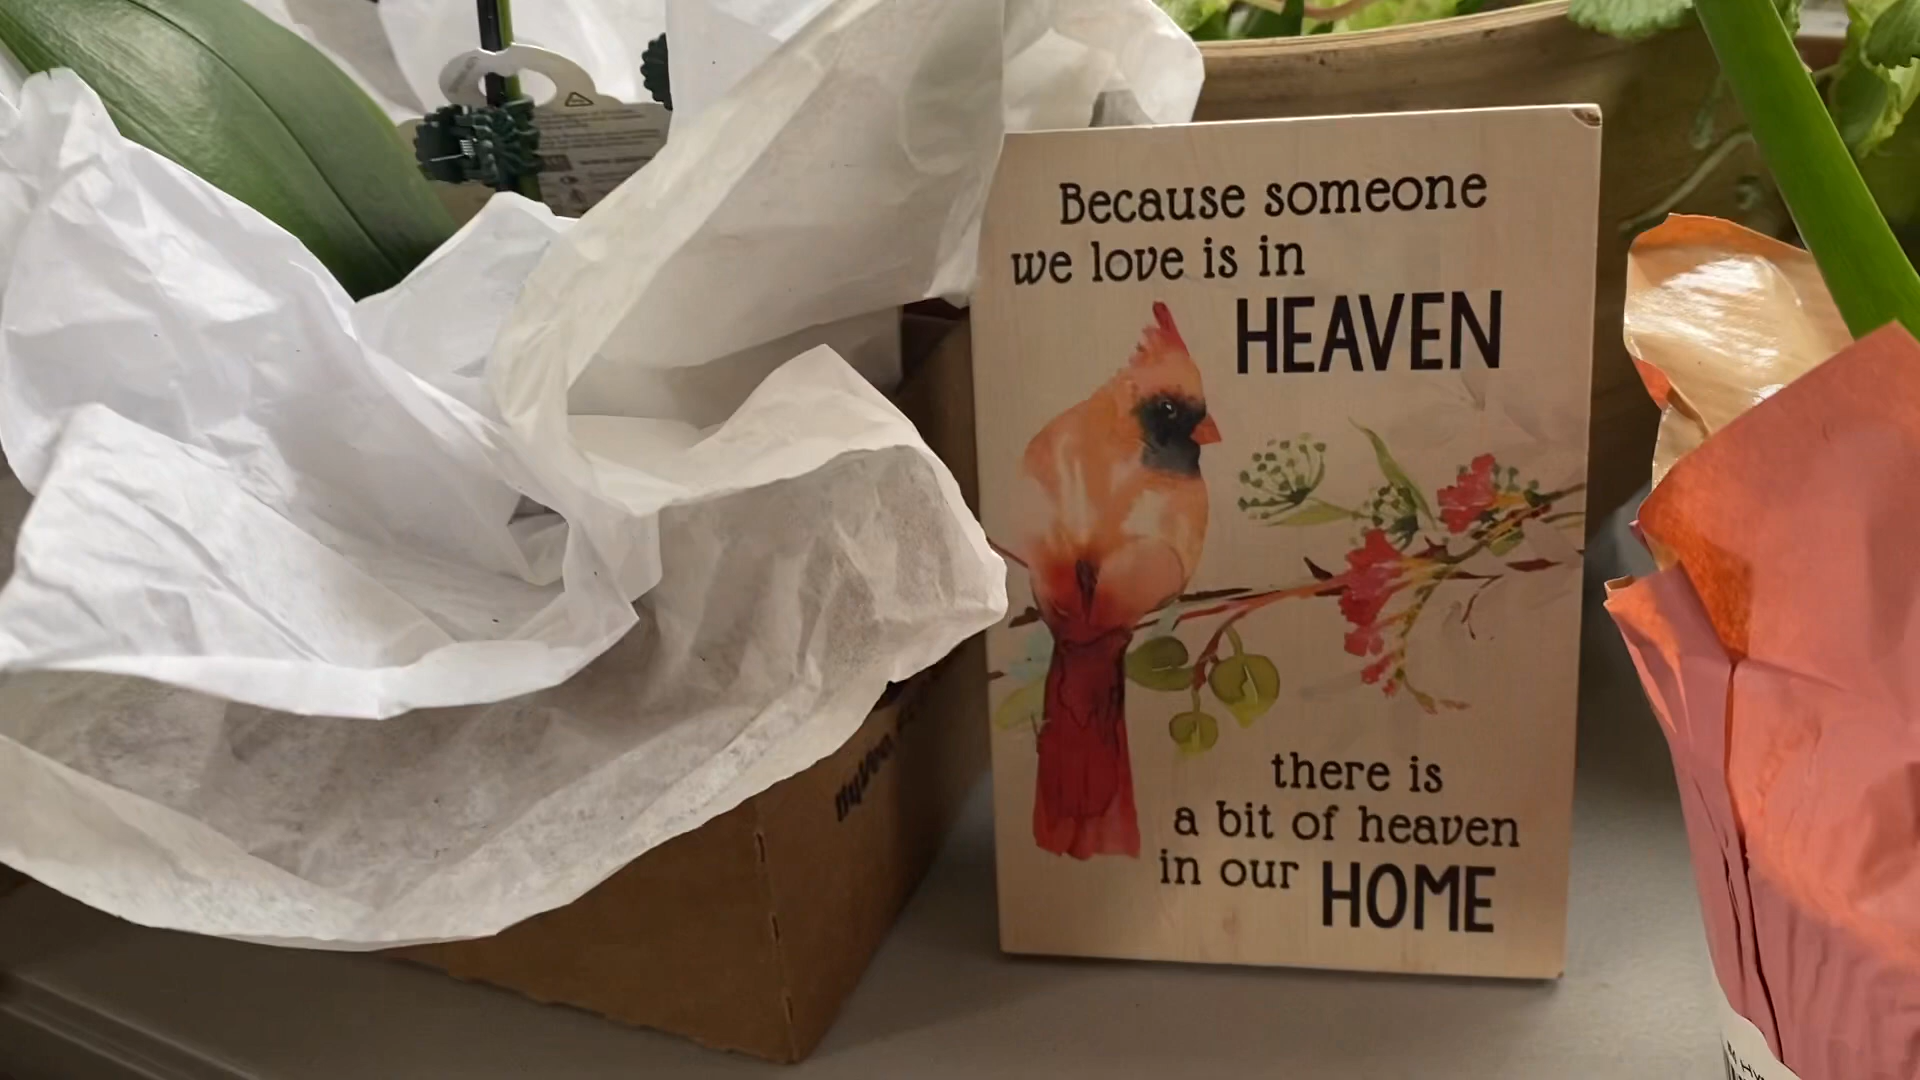 Because someone
we love is in
HEAVEN
there is
a bit of heaven
in our HOME